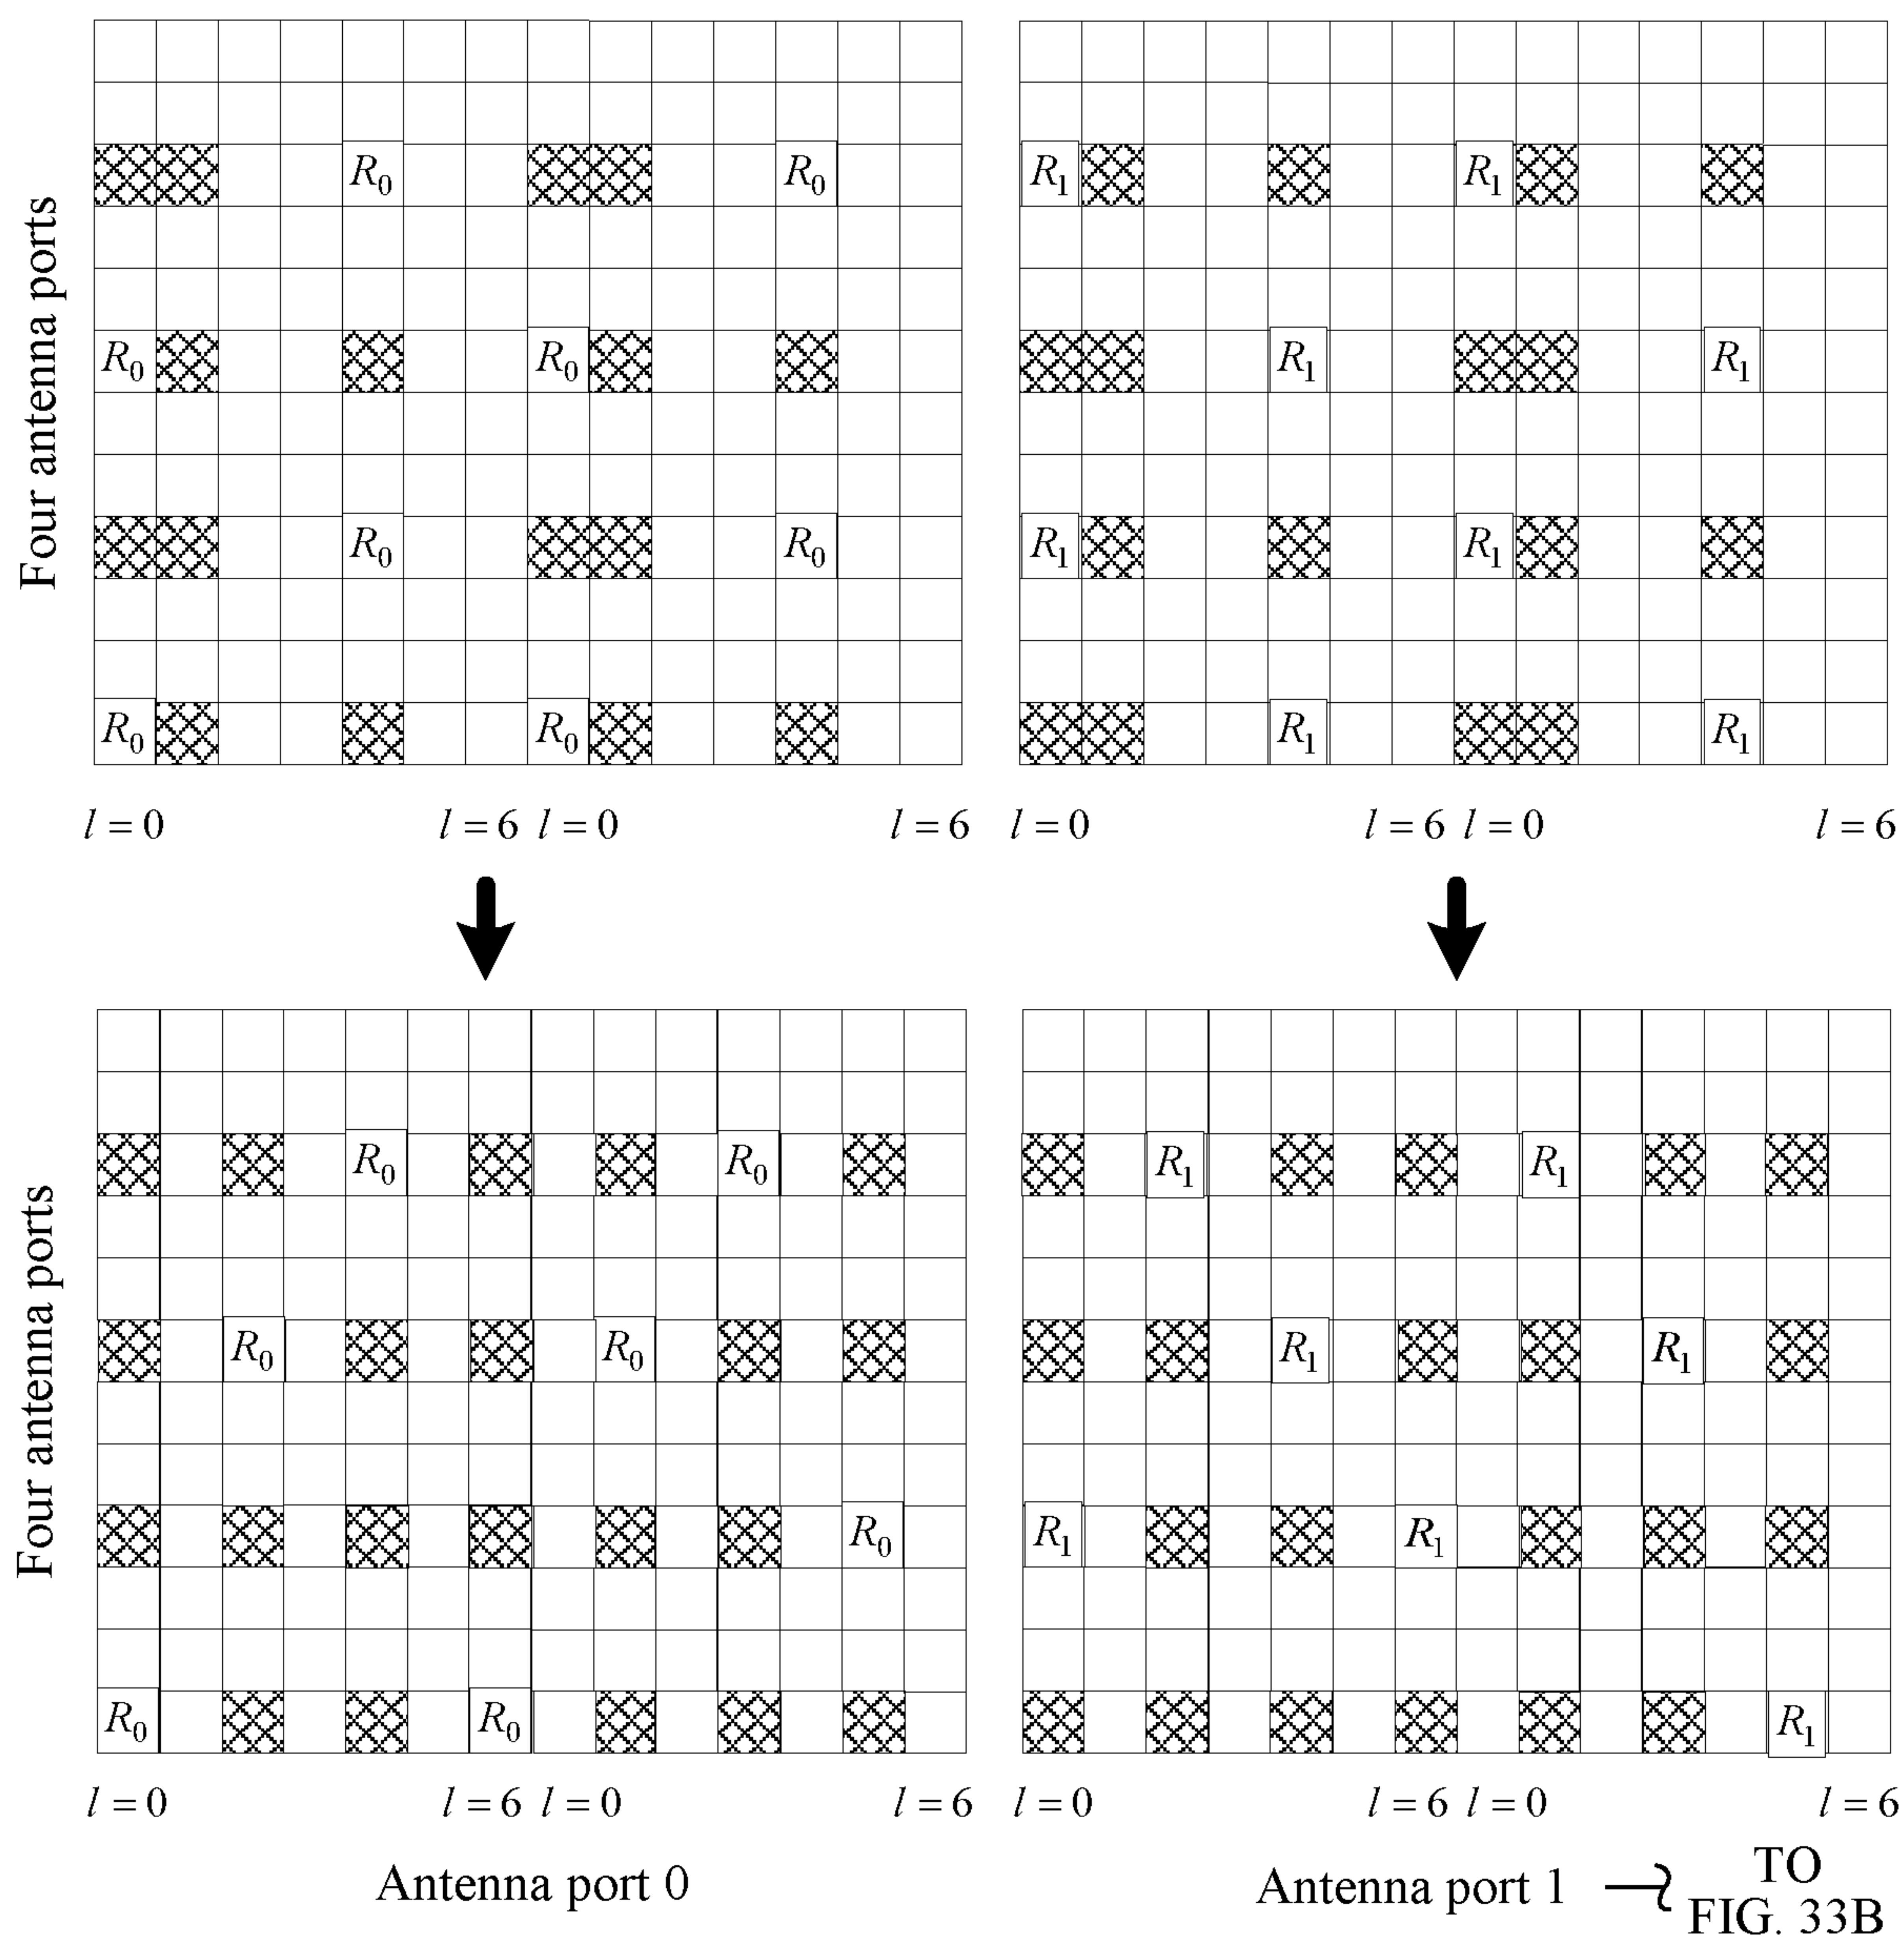 Four antenna ports
R0 R0 R1 R1
R0 R0 R1 R1
R0 R0 R1 R1
R0 R0 R1 R1
l = 0 l = 6 l = 0 l = 6 l = 0 l = 6 l = 0 l = 6
Four antenna ports
R0 R0 R1 R1
R0 R0 R1 R1
R0 R1 R1
R0 R0 R1
l = 0 l = 6 l = 0 l = 6 l = 0 l = 6 l = 0 l = 6
Antenna port 0 Antenna port 1 TO
FIG. 33B